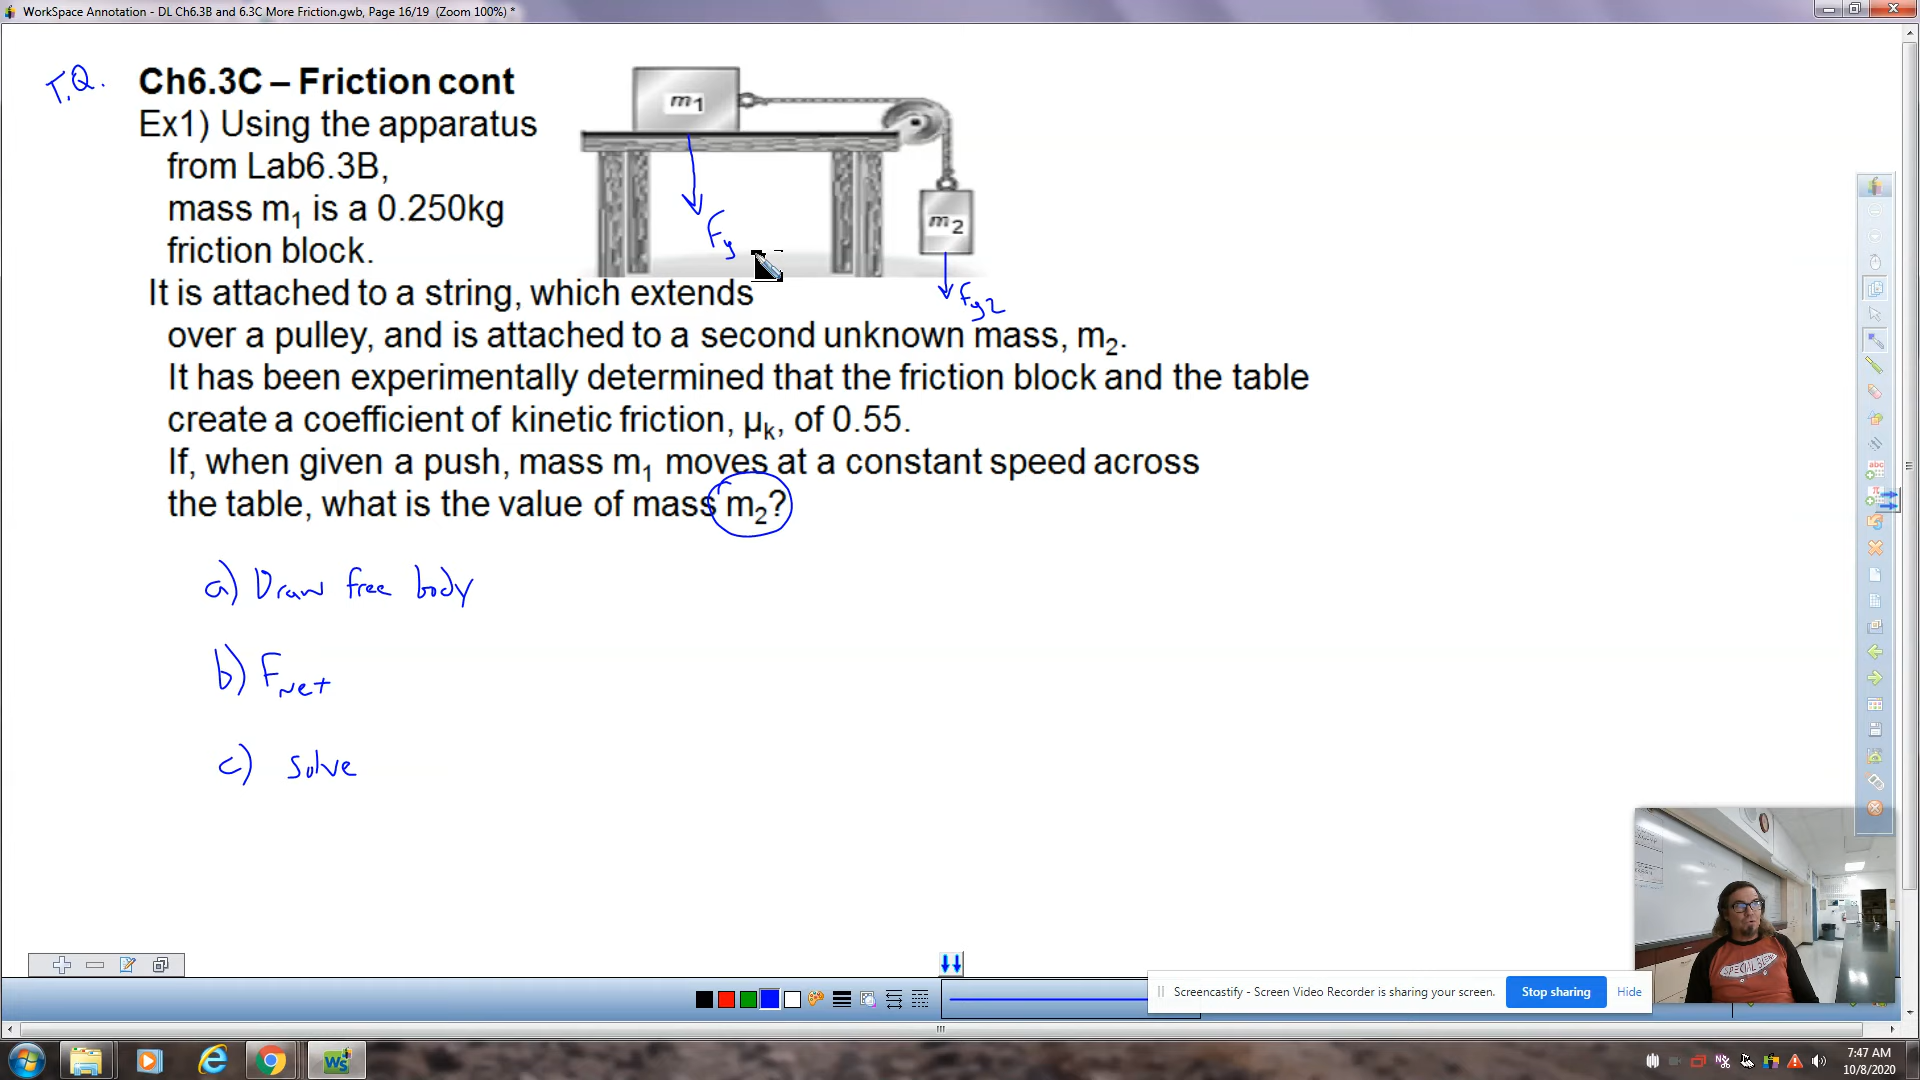 WorkSpace Annotation - DL Ch6.3B and 6.3C More Friction.gwb, Page 16/19 (Zoom 100%) *
T.Q.
Ch6.3C – Friction cont
Ex1) Using the apparatus
from Lab6.3B,
mass m₁ is a 0.250kg
friction block.
It is attached to a string, which extends
over a pulley, and is attached to a second unknown mass, m₂.
It has been experimentally determined that the friction block and the table
create a coefficient of kinetic friction, μₖ, of 0.55.
If, when given a push, mass m₁ moves at a constant speed across
the table, what is the value of mass m₂?
m₁
m₂
Fg
Fg2
a) Draw free body
b) FNet
c) Solve
abc
π
SPECIAL
Screencastify - Screen Video Recorder is sharing your screen.
Stop sharing
Hide
WS
7:47 AM
10/8/2020